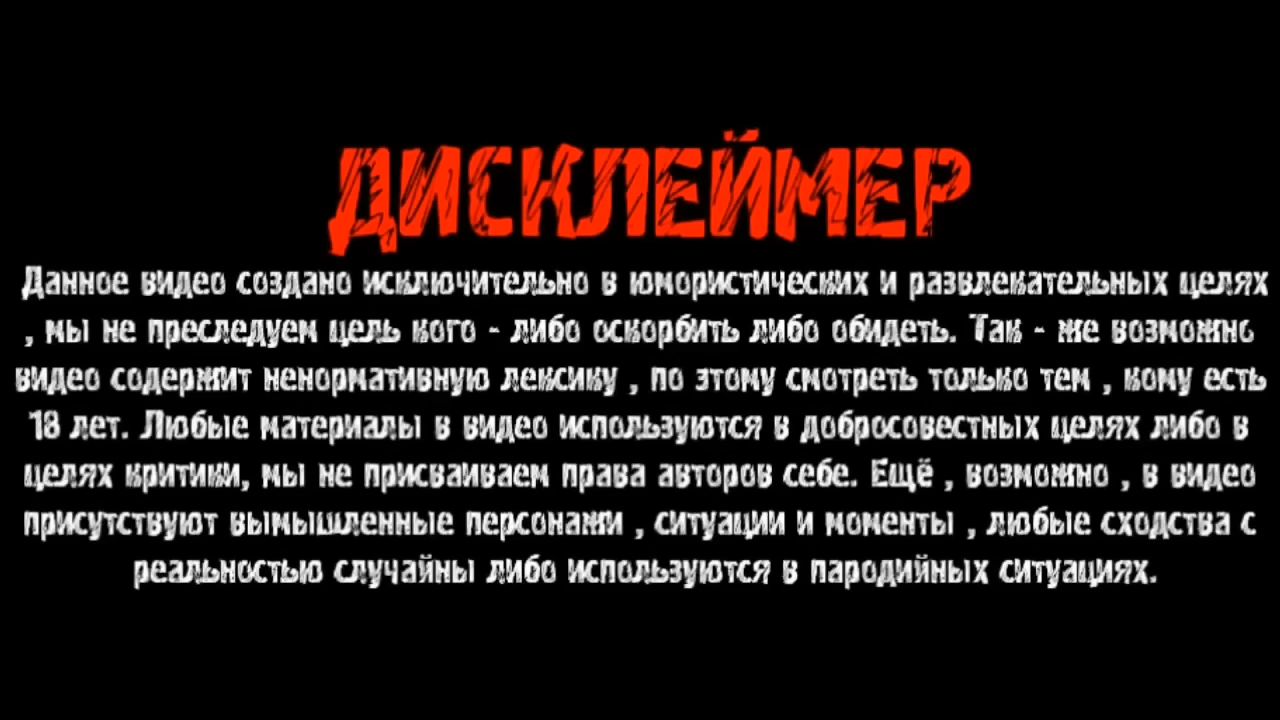 ДИСКЛЕЙМЕР
Данное видео создано исключительно в юмористических и развлекательных целях
, мы не преследуем цель кого - либо оскорбить либо обидеть. Так - же возможно
видео содержит ненормативную лексику , по этому смотреть только тем , кому есть
18 лет. Любые материалы в видео используются в добросовестных целях либо в
целях критики, мы не присваиваем права авторов себе. Ещё , возможно , в видео
присутствуют вымышленные персонажи , ситуации и моменты , любые сходства с
реальностью случайны либо используются в пародийных ситуациях.